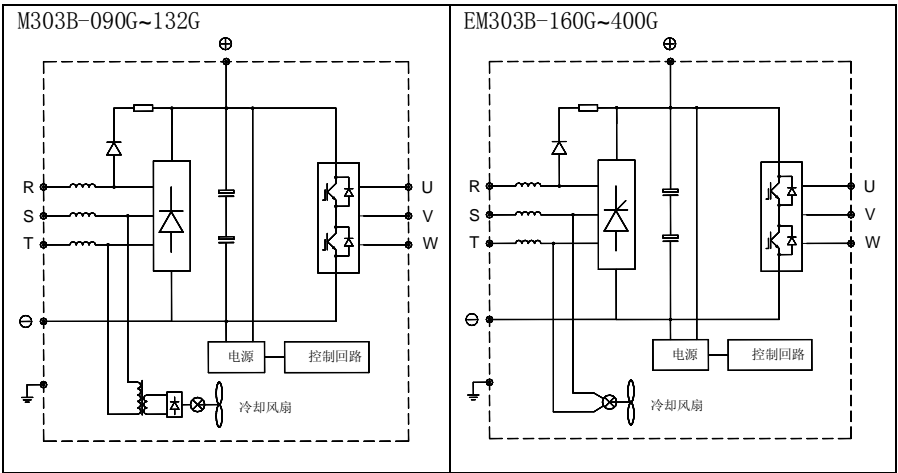 M303B-090G~132G
R
S
T
U
V
W
电源
控制回路
冷却风扇
EM303B-160G~400G
R
S
T
U
V
W
电源
控制回路
冷却风扇